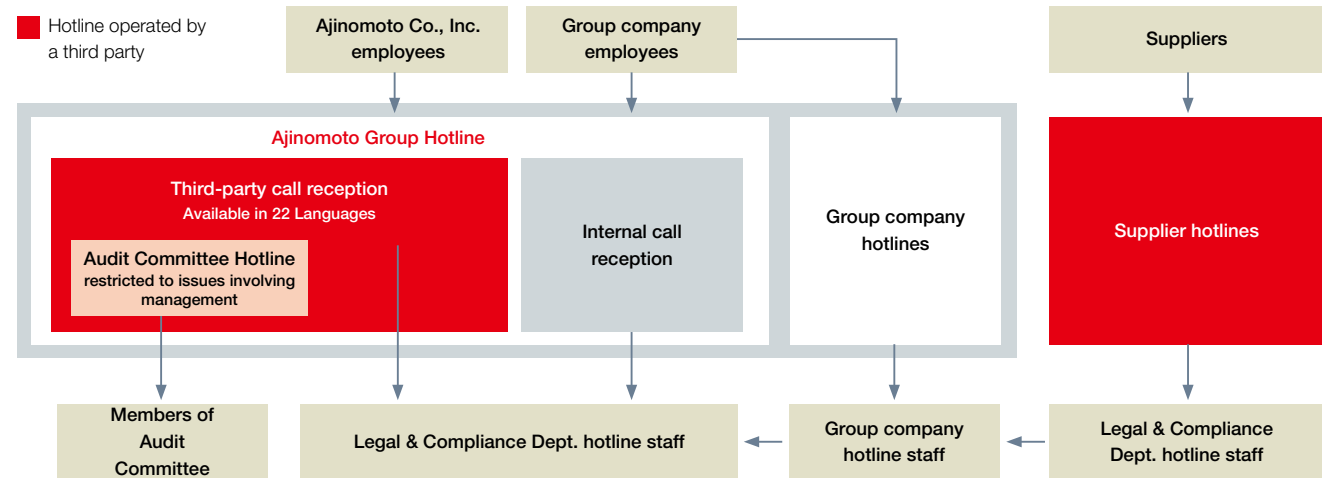 Hotline operated by
a third party
Ajinomoto Co., Inc.
employees
Group company
employees
Suppliers
Ajinomoto Group Hotline
Third-party call reception
Available in 22 Languages
Audit Committee Hotline
restricted to issues involving
management
Internal call
reception
Group company
hotlines
Supplier hotlines
Members of
Audit
Committee
Legal & Compliance Dept. hotline staff
Group company
hotline staff
Legal & Compliance
Dept. hotline staff